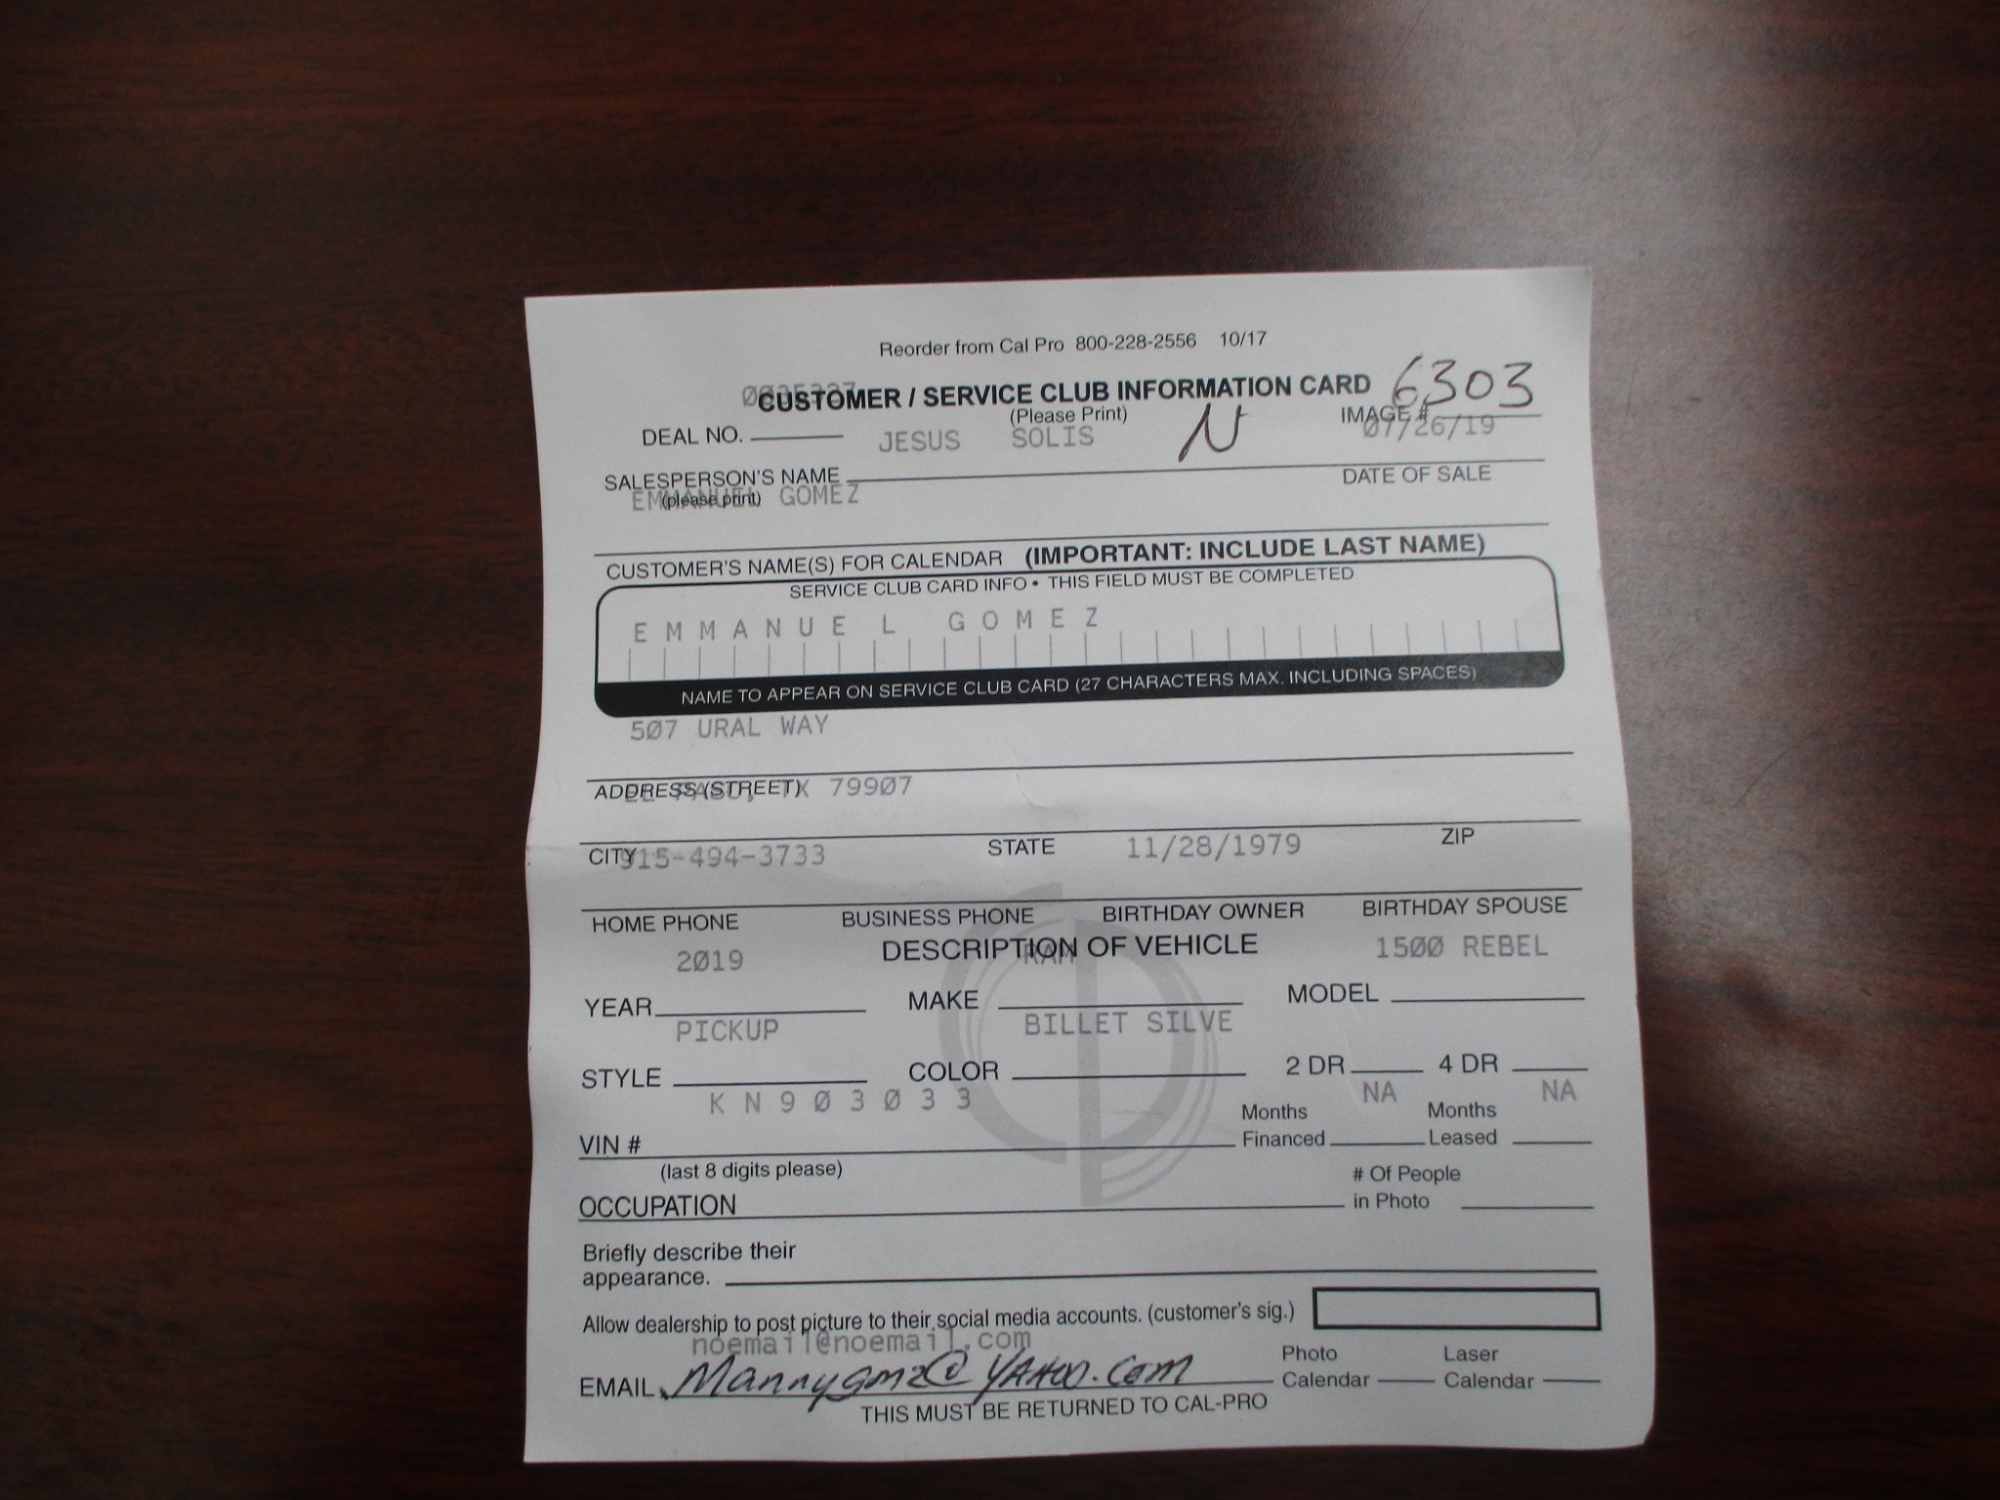 Reorder from Cal Pro 800-228-2556 10/17
CUSTOMER / SERVICE CLUB INFORMATION CARD 6303
(Please Print) N IMAGE #
DEAL NO. JESUS SOLIS 07/26/19
SALESPERSON'S NAME DATE OF SALE
(please print)
EMMANUEL GOMEZ
CUSTOMER'S NAME(S) FOR CALENDAR (IMPORTANT: INCLUDE LAST NAME)
SERVICE CLUB CARD INFO • THIS FIELD MUST BE COMPLETED
EMMANUEL GOMEZ
NAME TO APPEAR ON SERVICE CLUB CARD (27 CHARACTERS MAX. INCLUDING SPACES)
507 URAL WAY
ADDRESS (STREET)
EL PASO, TX 79907
CITY STATE ZIP
915-494-3733 11/28/1979
HOME PHONE BUSINESS PHONE BIRTHDAY OWNER BIRTHDAY SPOUSE
DESCRIPTION OF VEHICLE
2019 RAM 1500 REBEL
YEAR MAKE MODEL
PICKUP BILLET SILVE
STYLE COLOR 2 DR 4 DR
KN903033 NA NA
Months Months
VIN # Financed Leased
(last 8 digits please) # Of People
OCCUPATION in Photo
Briefly describe their
appearance.
Allow dealership to post picture to their social media accounts. (customer's sig.)
noemail@noemail.com
Photo Laser
EMAIL Mannygmz@YAHOO.com Calendar Calendar
THIS MUST BE RETURNED TO CAL-PRO